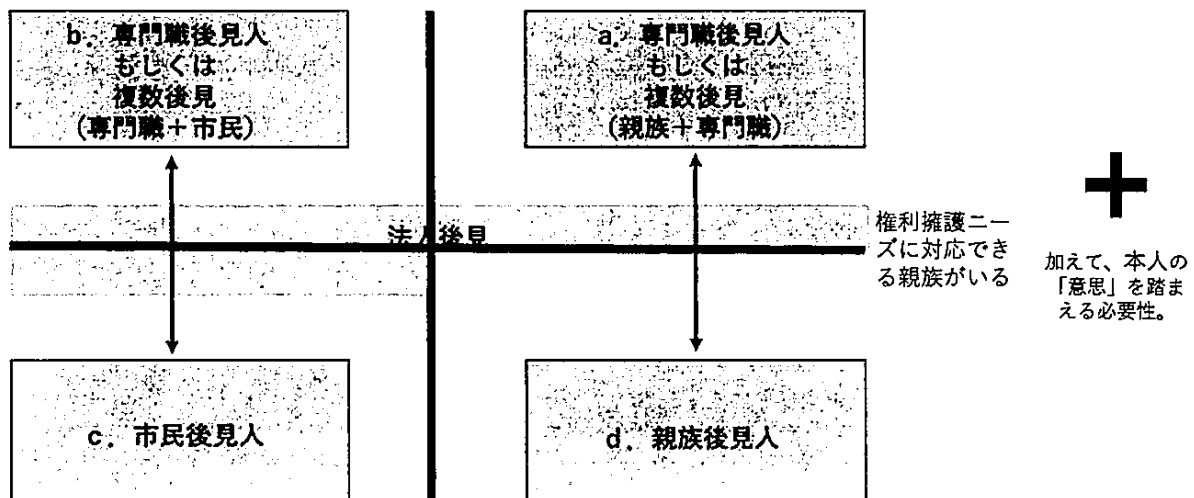 b．専門職後見人
もしくは
複数後見
（専門職＋市民）
a．専門職後見人
もしくは
複数後見
（親族＋専門職）
法人後見
権利擁護ニー
ズに対応でき
る親族がいる
加えて、本人の
「意思」を踏ま
える必要性。
c．市民後見人
d．親族後見人